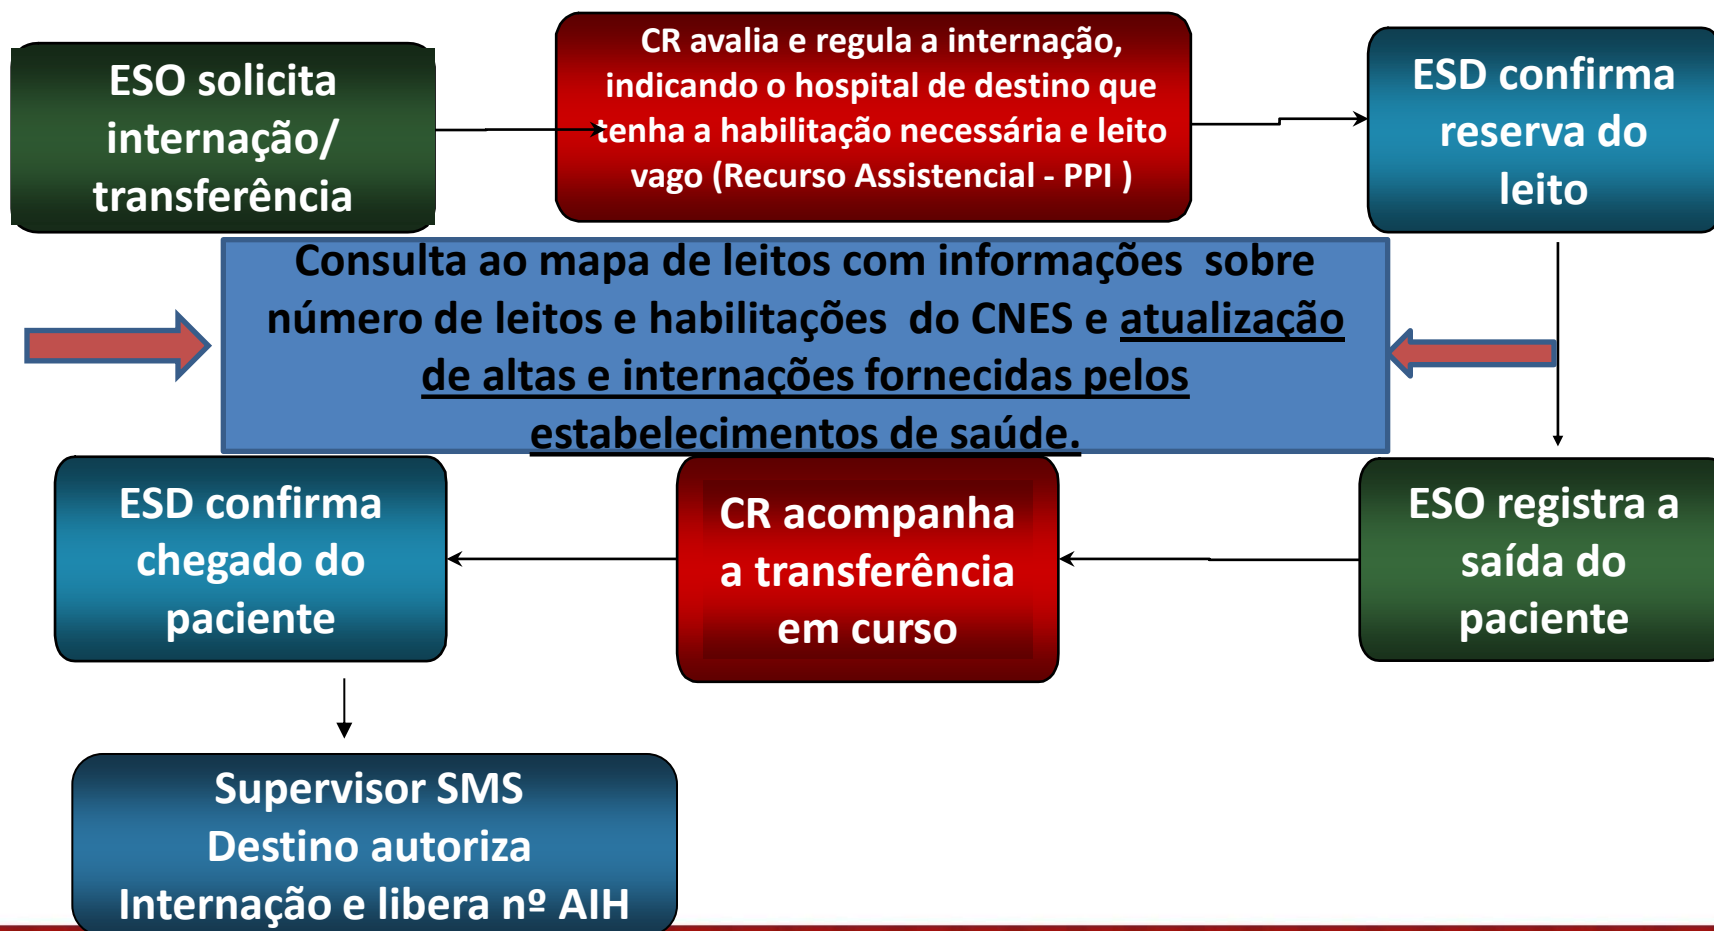 ESO solicita
internação/
transferência
CR avalia e regula a internação,
indicando o hospital de destino que
tenha a habilitação necessária e leito
vago (Recurso Assistencial - PPI )
ESD confirma
reserva do
leito
Consulta ao mapa de leitos com informações sobre
número de leitos e habilitações do CNES e atualização
de altas e internações fornecidas pelos
estabelecimentos de saúde.
ESD confirma
chegado do
paciente
CR acompanha
a transferência
em curso
ESO registra a
saída do
paciente
Supervisor SMS
Destino autoriza
Internação e libera nº AIH